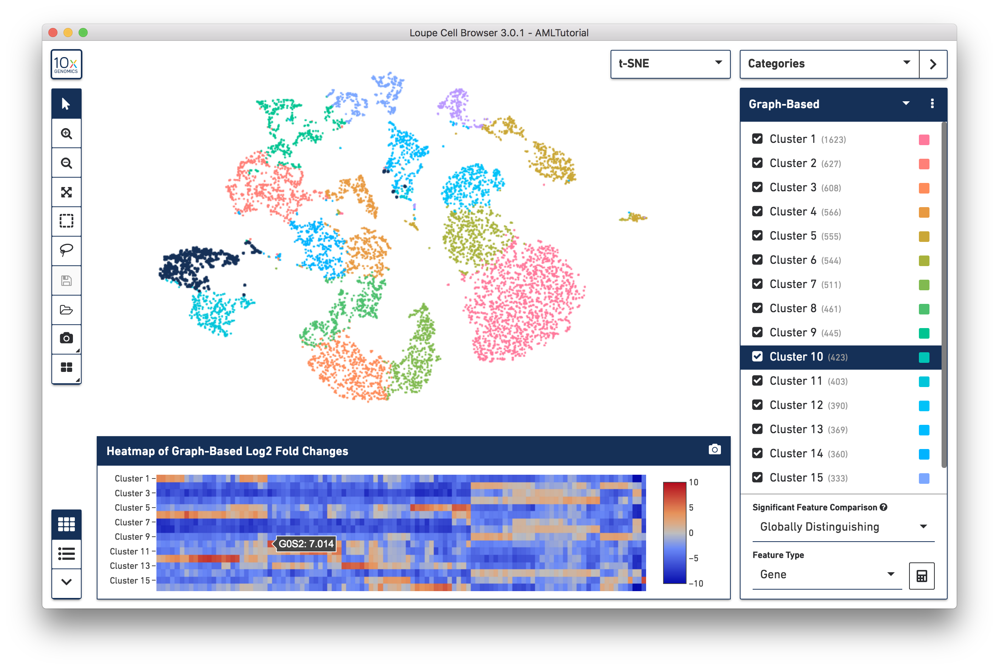 Loupe Cell Browser 3.0.1 - AMLTutorial
10x
GENOMICS
t-SNE
Categories
Graph-Based
Cluster 1 (1623)
Cluster 2 (627)
Cluster 3 (608)
Cluster 4 (566)
Cluster 5 (555)
Cluster 6 (544)
Cluster 7 (511)
Cluster 8 (461)
Cluster 9 (445)
Cluster 10 (423)
Cluster 11 (403)
Cluster 12 (390)
Cluster 13 (369)
Cluster 14 (360)
Cluster 15 (333)
Significant Feature Comparison ?
Globally Distinguishing
Feature Type
Gene
Heatmap of Graph-Based Log2 Fold Changes
Cluster 1
Cluster 3
Cluster 5
Cluster 7
Cluster 9
Cluster 11
Cluster 13
Cluster 15
G0S2: 7.014
10
5
0
−5
−10